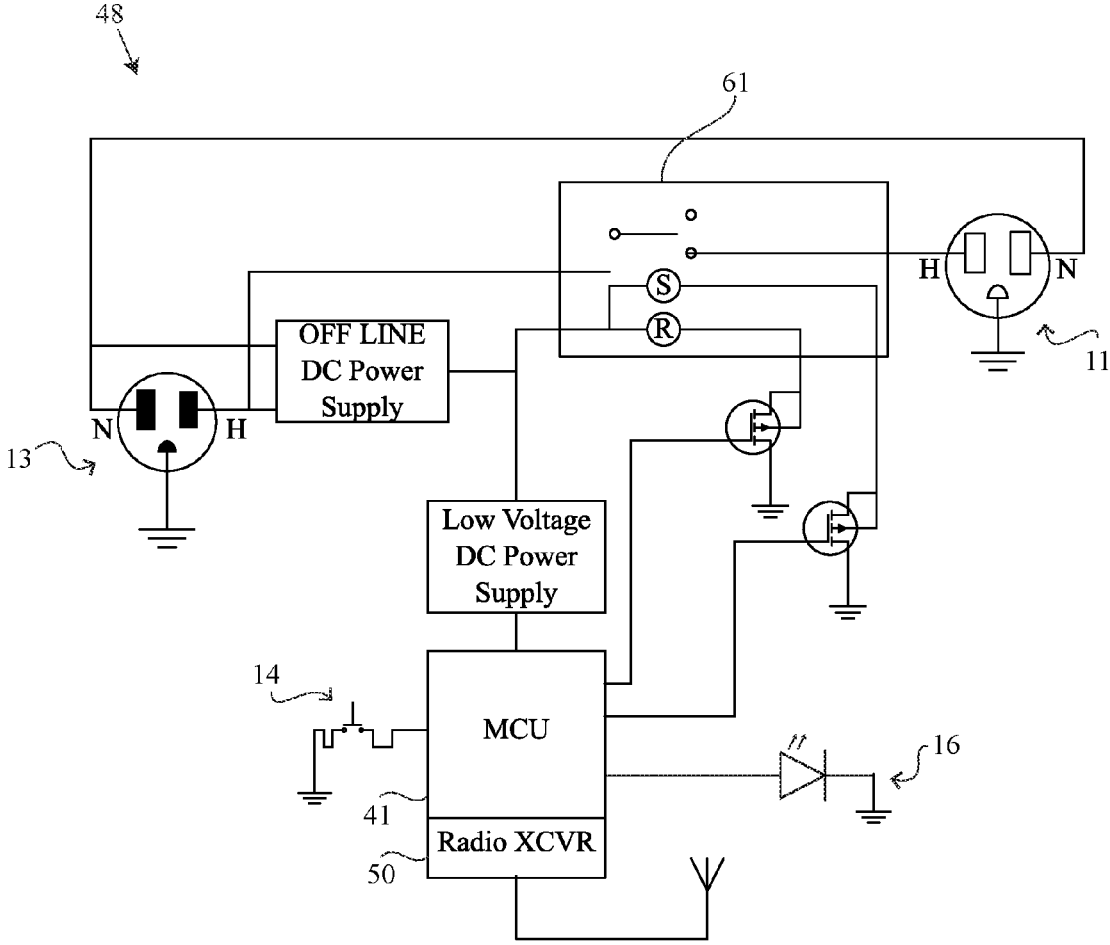 48
61
H
N
11
S
R
OFF LINE
DC Power
Supply
N
H
13
Low Voltage
DC Power
Supply
14
MCU
16
41
Radio XCVR
50